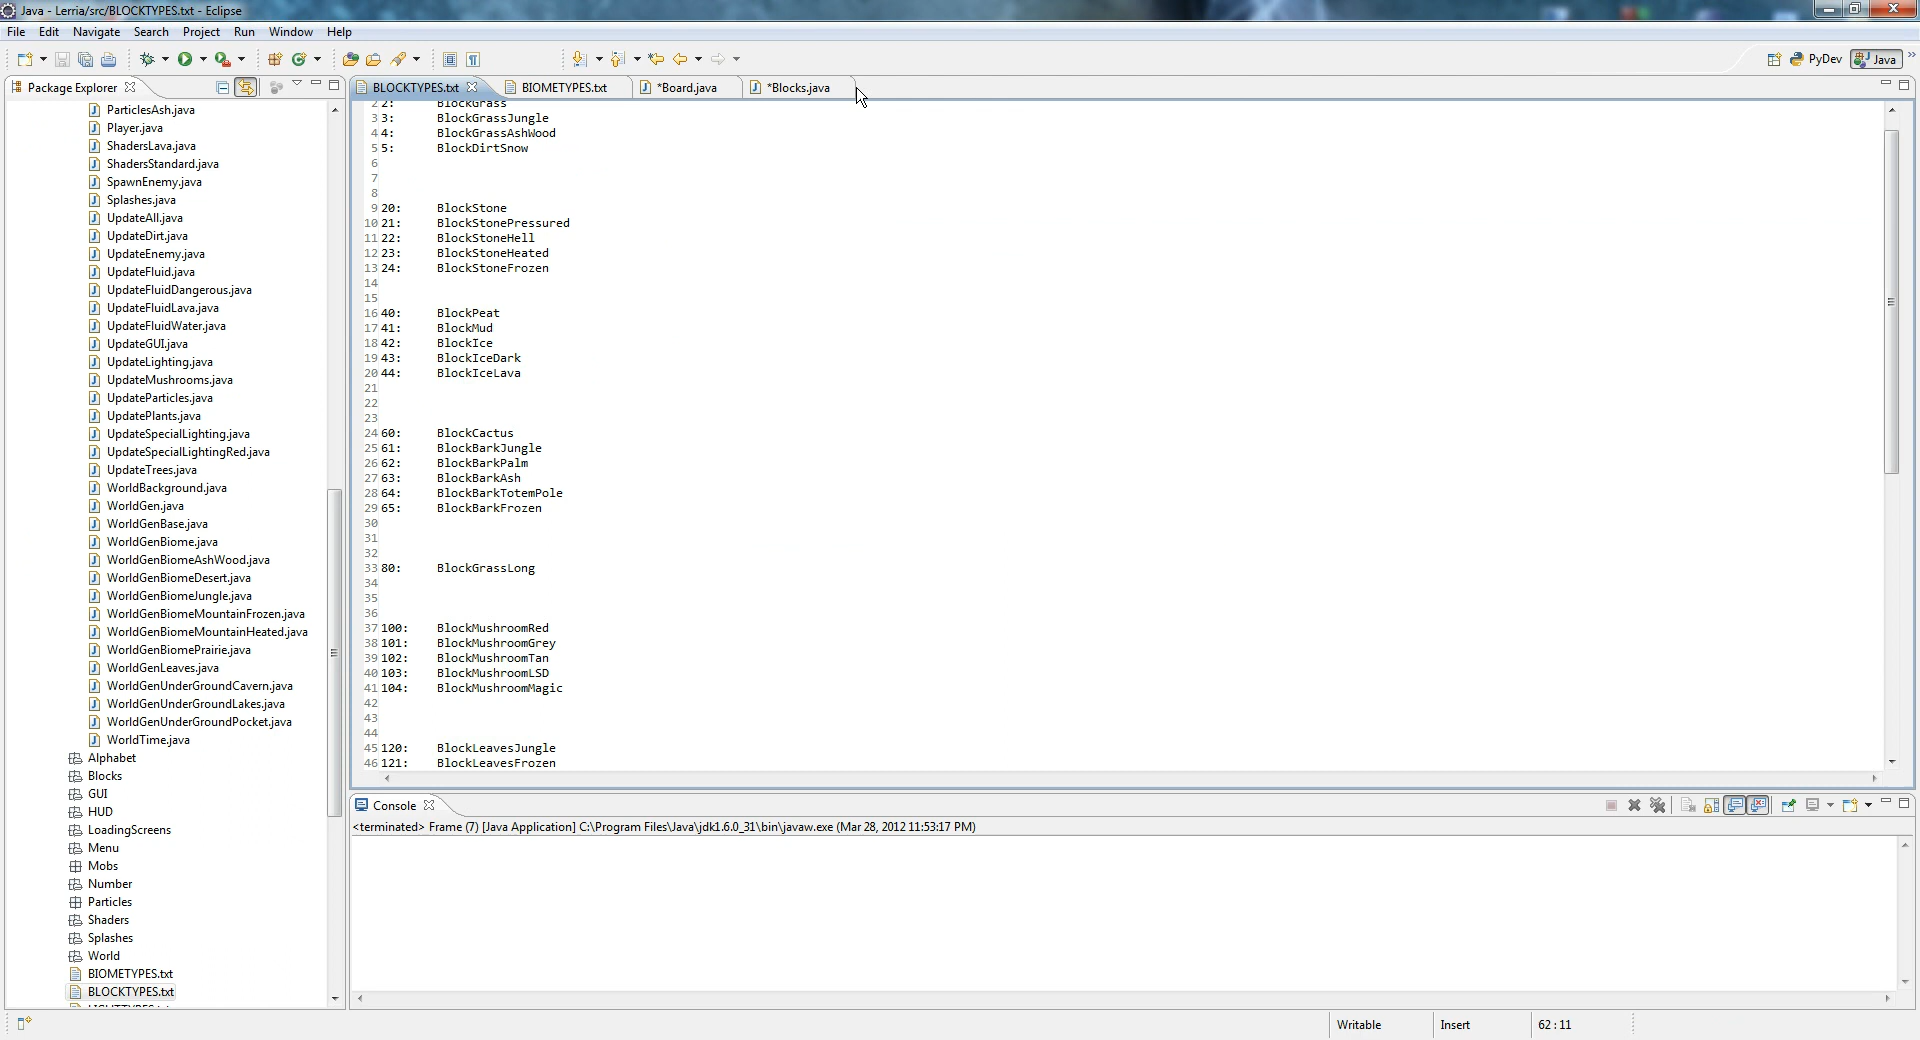 Java - Lerria/src/BLOCKTYPES.txt - Eclipse
File Edit Navigate Search Project Run Window Help
PyDev Java
Package Explorer
BLOCKTYPES.txt BIOMETYPES.txt *Board.java *Blocks.java
ParticlesAsh.java
Player.java
ShadersLava.java
ShadersStandard.java
SpawnEnemy.java
Splashes.java
UpdateAll.java
UpdateDirt.java
UpdateEnemy.java
UpdateFluid.java
UpdateFluidDangerous.java
UpdateFluidLava.java
UpdateFluidWater.java
UpdateGUI.java
UpdateLighting.java
UpdateMushrooms.java
UpdateParticles.java
UpdatePlants.java
UpdateSpecialLighting.java
UpdateSpecialLightingRed.java
UpdateTrees.java
WorldBackground.java
WorldGen.java
WorldGenBase.java
WorldGenBiome.java
WorldGenBiomeAshWood.java
WorldGenBiomeDesert.java
WorldGenBiomeJungle.java
WorldGenBiomeMountainFrozen.java
WorldGenBiomeMountainHeated.java
WorldGenBiomePrairie.java
WorldGenLeaves.java
WorldGenUnderGroundCavern.java
WorldGenUnderGroundLakes.java
WorldGenUnderGroundPocket.java
WorldTime.java
Alphabet
Blocks
GUI
HUD
LoadingScreens
Menu
Mobs
Number
Particles
Shaders
Splashes
World
BIOMETYPES.txt
BLOCKTYPES.txt
2 2: BlockGrass
3 3: BlockGrassJungle
4 4: BlockGrassAshWood
5 5: BlockDirtSnow
6
7
8
9 20: BlockStone
10 21: BlockStonePressured
11 22: BlockStoneHell
12 23: BlockStoneHeated
13 24: BlockStoneFrozen
14
15
16 40: BlockPeat
17 41: BlockMud
18 42: BlockIce
19 43: BlockIceDark
20 44: BlockIceLava
21
22
23
24 60: BlockCactus
25 61: BlockBarkJungle
26 62: BlockBarkPalm
27 63: BlockBarkAsh
28 64: BlockBarkTotemPole
29 65: BlockBarkFrozen
30
31
32
33 80: BlockGrassLong
34
35
36
37 100: BlockMushroomRed
38 101: BlockMushroomGrey
39 102: BlockMushroomTan
40 103: BlockMushroomLSD
41 104: BlockMushroomMagic
42
43
44
45 120: BlockLeavesJungle
46 121: BlockLeavesFrozen
Console
<terminated> Frame (7) [Java Application] C:\Program Files\Java\jdk1.6.0_31\bin\javaw.exe (Mar 28, 2012 11:53:17 PM)
Writable Insert 62 : 11